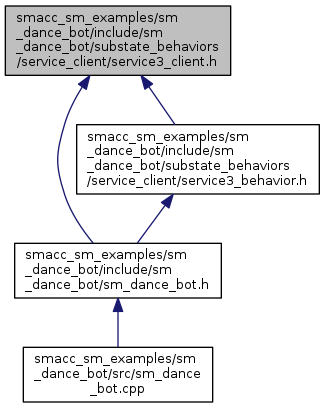 smacc_sm_examples/sm
_dance_bot/include/sm
_dance_bot/substate_behaviors
/service_client/service3_client.h
smacc_sm_examples/sm
_dance_bot/include/sm
_dance_bot/substate_behaviors
/service_client/service3_behavior.h
smacc_sm_examples/sm
_dance_bot/include/sm
_dance_bot/sm_dance_bot.h
smacc_sm_examples/sm
_dance_bot/src/sm_dance
_bot.cpp